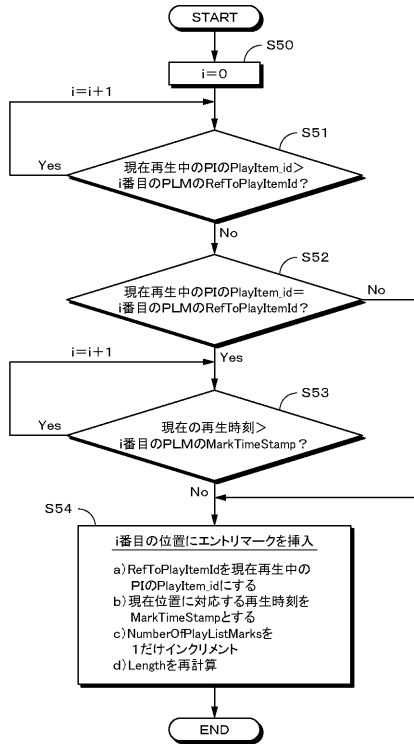 START
S50
i=0
i=i+1
S51
現在再生中のPIのPlayItem_id>
i番目のPLMのRefToPlayItemId?
Yes
No
S52
現在再生中のPIのPlayItem_id=
i番目のPLMのRefToPlayItemId?
No
Yes
i=i+1
S53
現在の再生時刻>
i番目のPLMのMarkTimeStamp?
Yes
No
S54
i番目の位置にエントリマークを挿入
a)RefToPlayItemIdを現在再生中の
PIのPlayItem_idにする
b)現在位置に対応する再生時刻を
MarkTimeStampとする
c)NumberOfPlayListMarksを
1だけインクリメント
d)Lengthを再計算
END